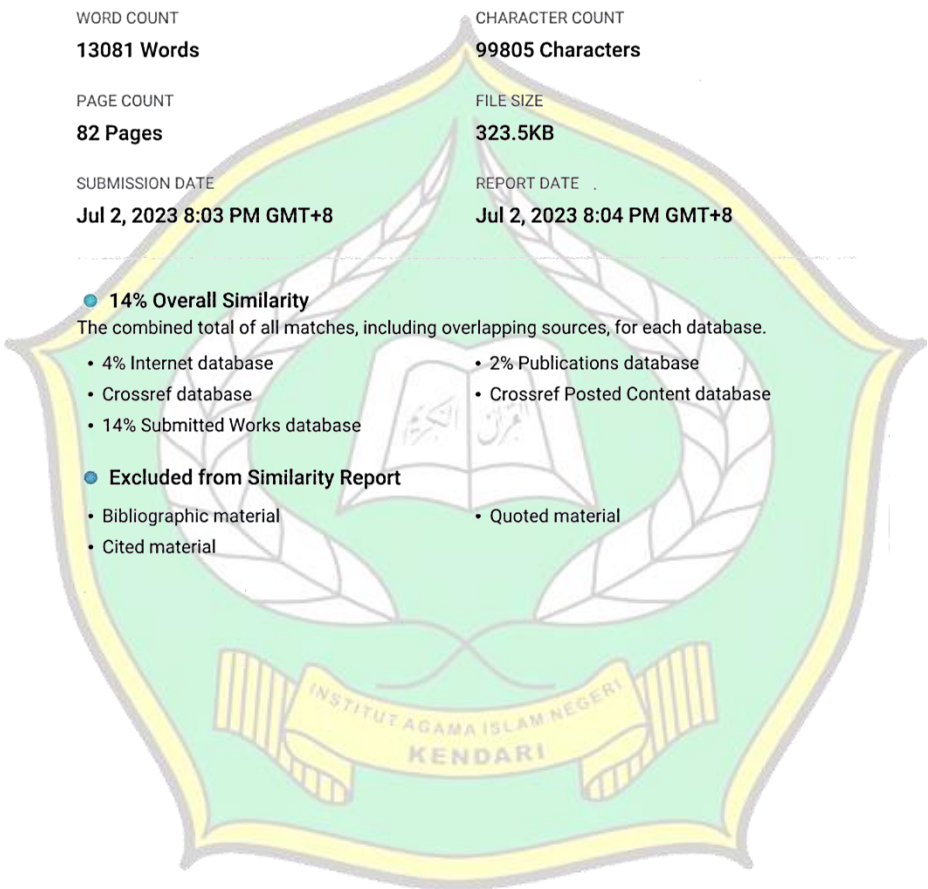 WORD COUNT
13081 Words
CHARACTER COUNT
99805 Characters
PAGE COUNT
82 Pages
FILE SIZE
323.5KB
SUBMISSION DATE
Jul 2, 2023 8:03 PM GMT+8
REPORT DATE
Jul 2, 2023 8:04 PM GMT+8
14% Overall Similarity
The combined total of all matches, including overlapping sources, for each database.
• 4% Internet database
• 2% Publications database
• Crossref database
• Crossref Posted Content database
• 14% Submitted Works database
القرآن الكريم
Excluded from Similarity Report
• Bibliographic material
• Quoted material
• Cited material
INSTITUT AGAMA ISLAM NEGERI
KENDARI